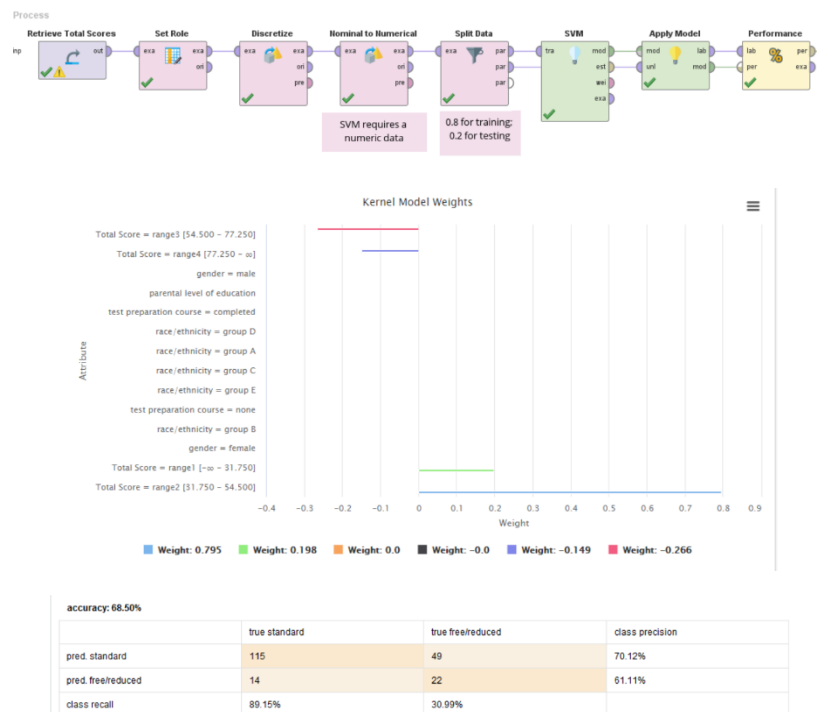 Process
Retrieve Total Scores
Set Role
Discretize
Nominal to Numerical
Split Data
SVM
Apply Model
Performance
inp
out
exa exa
ori
exa exa
ori
pre
exa exa
ori
pre
exa par
par
par
tra mod
est
wei
exa
mod lab
unl mod
lab per
per exa
SVM requires a
numeric data
0.8 for training;
0.2 for testing
Kernel Model Weights
Attribute
Total Score = range3 [54.500 - 77.250]
Total Score = range4 [77.250 - ∞]
gender = male
parental level of education
test preparation course = completed
race/ethnicity = group D
race/ethnicity = group A
race/ethnicity = group C
race/ethnicity = group E
test preparation course = none
race/ethnicity = group B
gender = female
Total Score = range1 [-∞ - 31.750]
Total Score = range2 [31.750 - 54.500]
-0.4 -0.3 -0.2 -0.1 0 0.1 0.2 0.3 0.4 0.5 0.6 0.7 0.8 0.9
Weight
Weight: 0.795 Weight: 0.198 Weight: 0.0 Weight: -0.0 Weight: -0.149 Weight: -0.266
accuracy: 68.50%
true standard true free/reduced class precision
pred. standard 115 49 70.12%
pred. free/reduced 14 22 61.11%
class recall 89.15% 30.99%